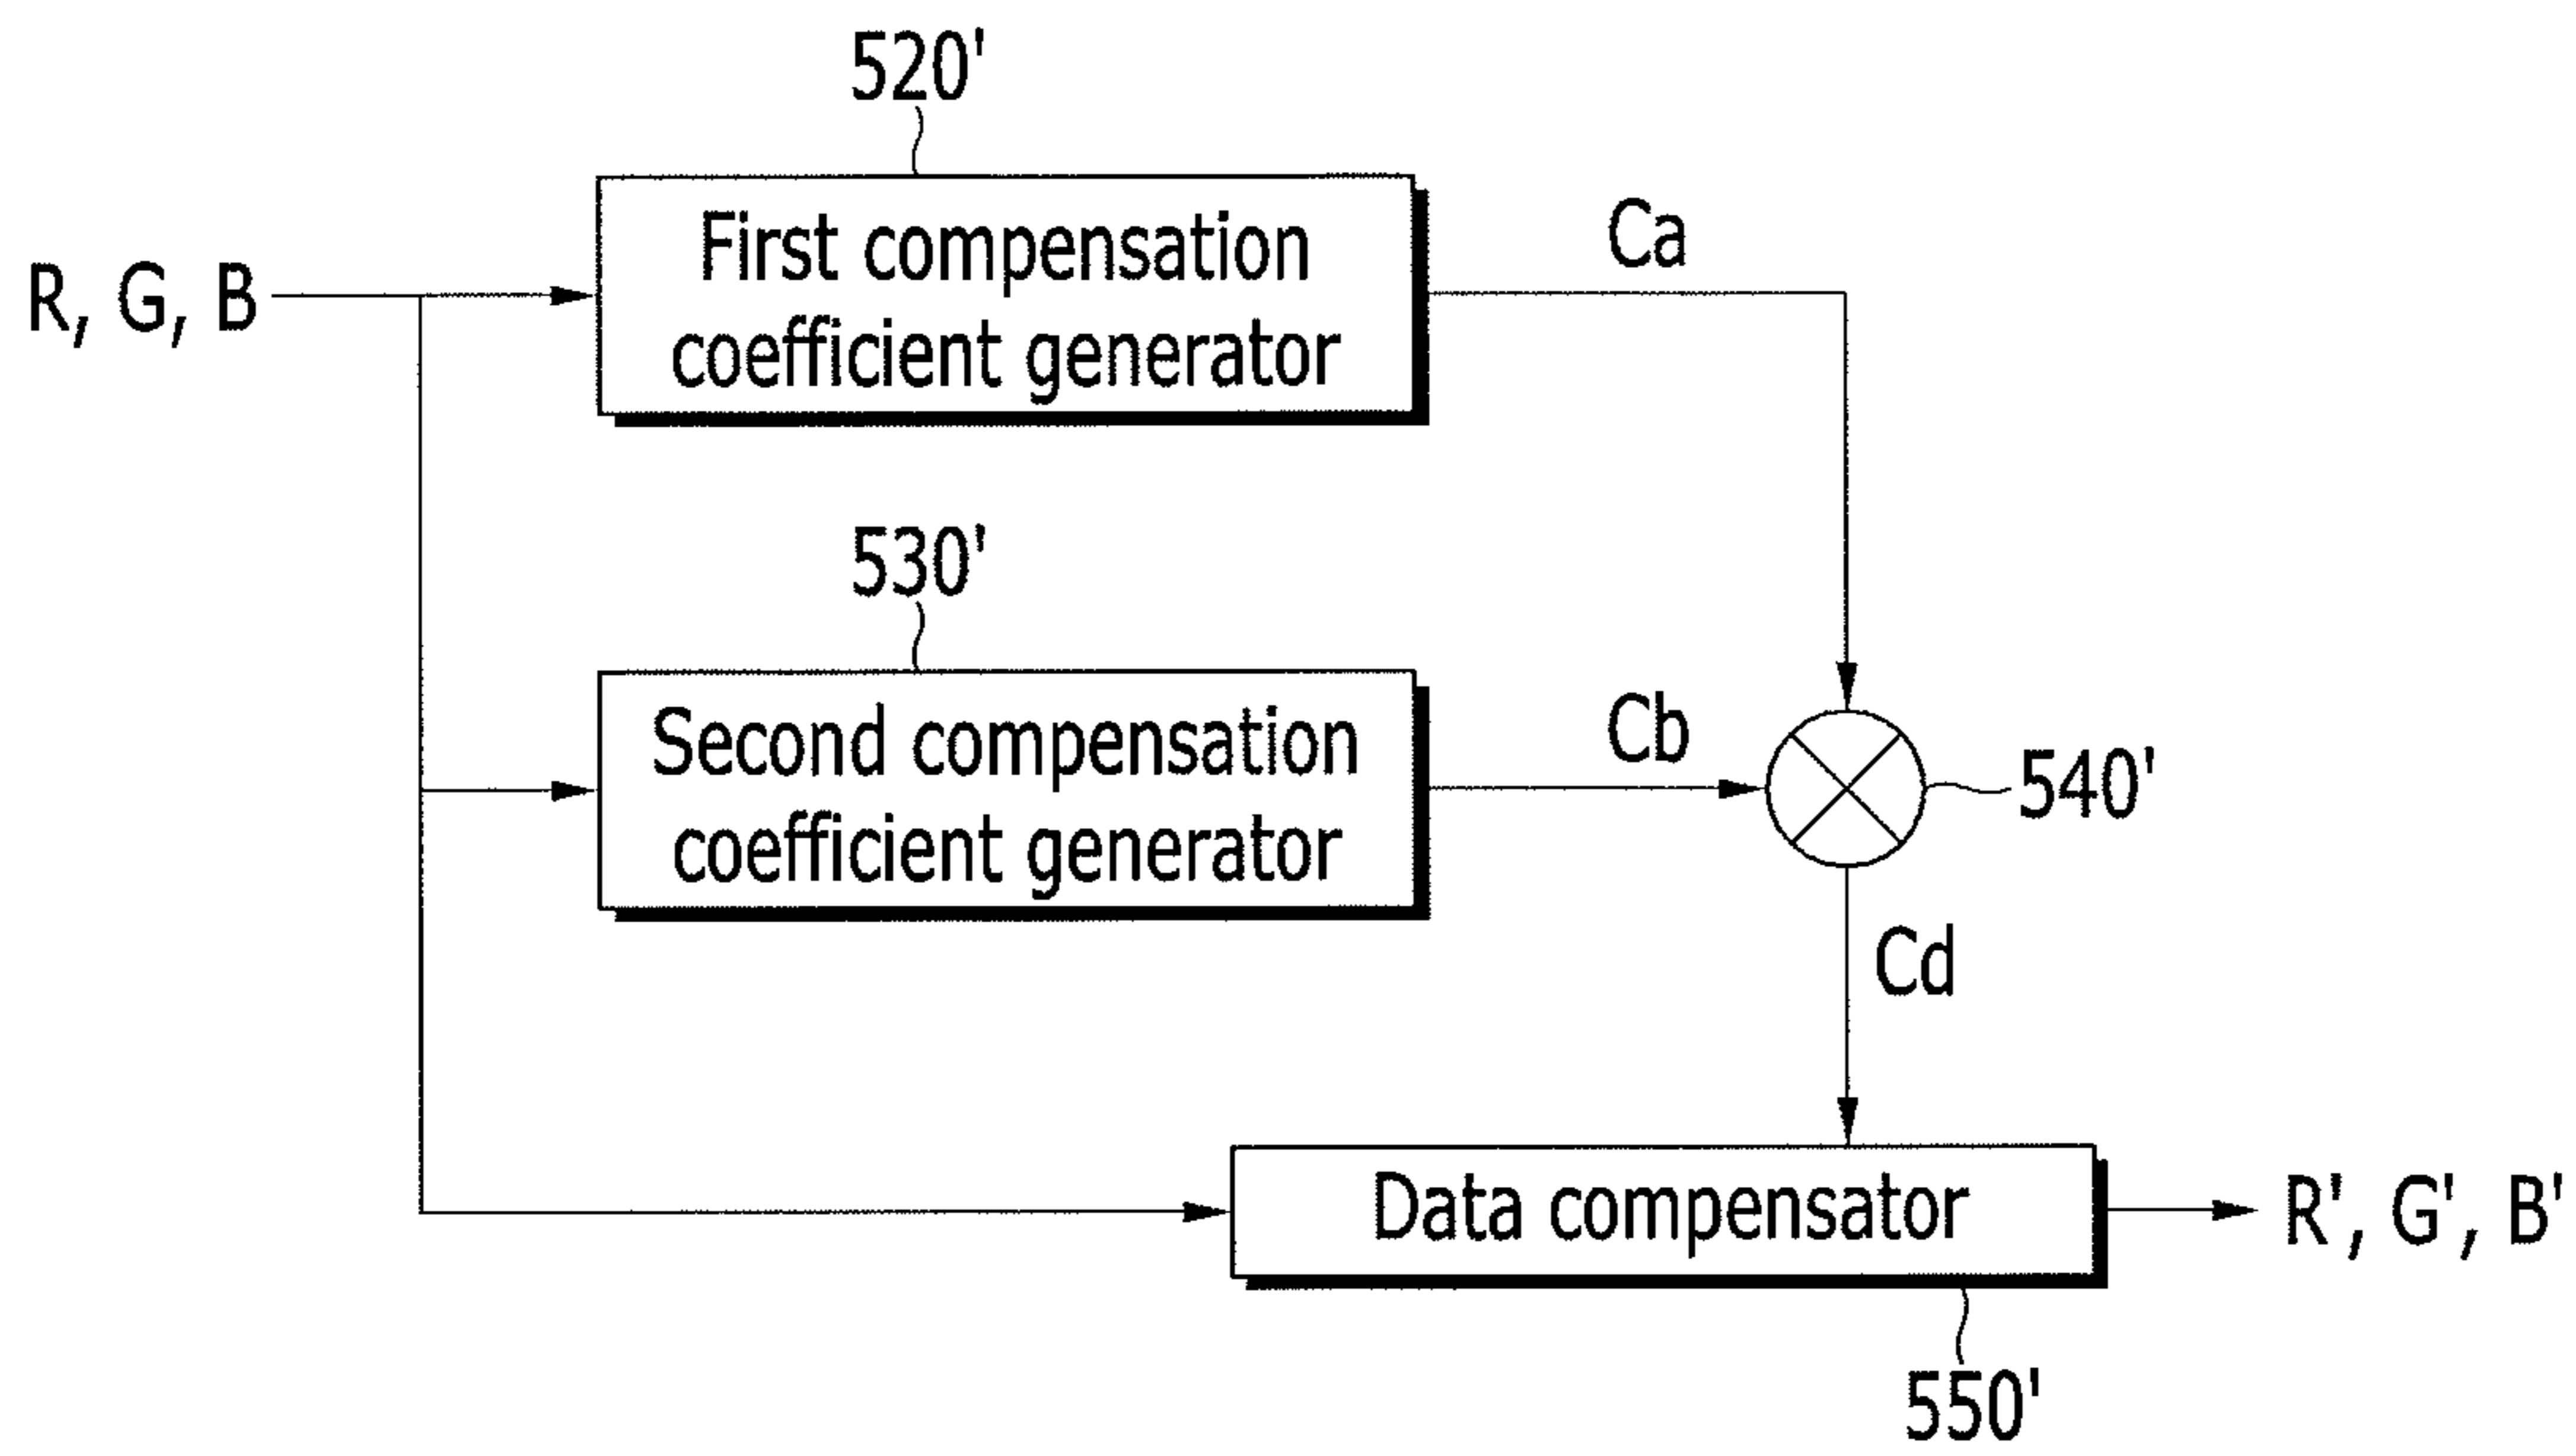 520'
R, G, B
First compensation
coefficient generator
Ca
530'
Second compensation
coefficient generator
Cb
540'
Cd
Data compensator
R', G', B'
550'